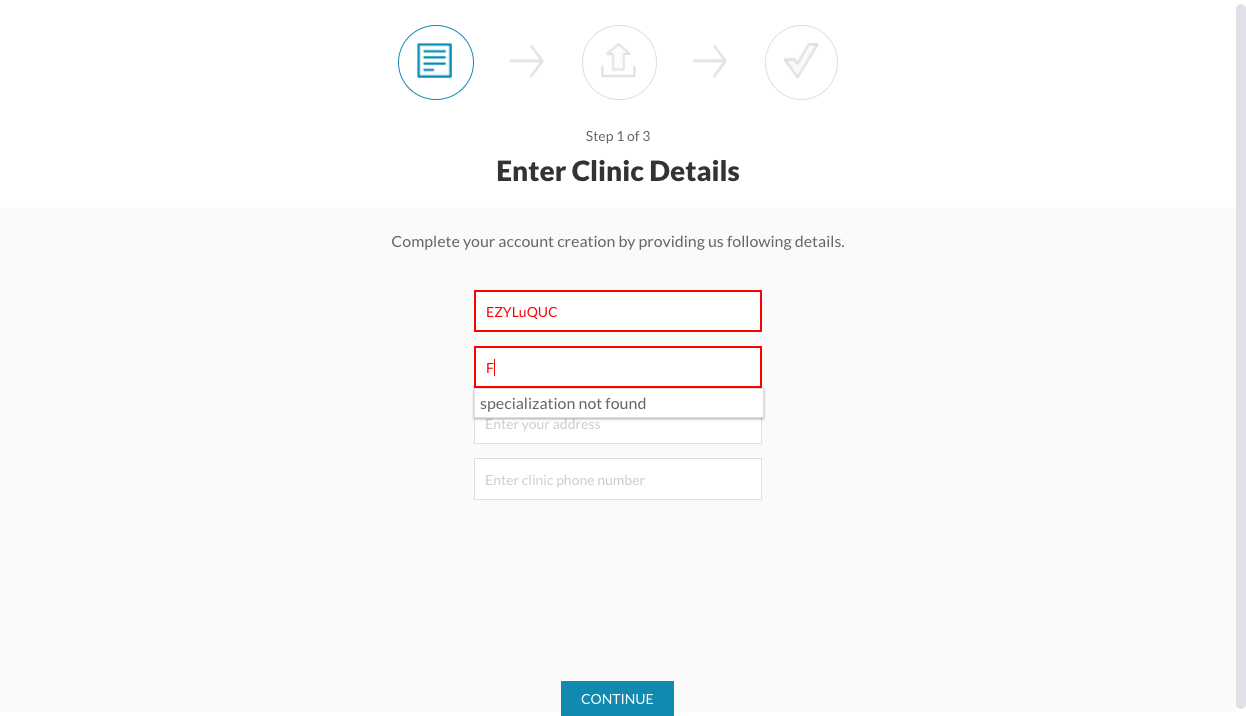 Step 1 of 3
Enter Clinic Details
Complete your account creation by providing us following details.
EZYLuQUC
F
specialization not found
Enter your address
Enter clinic phone number
CONTINUE